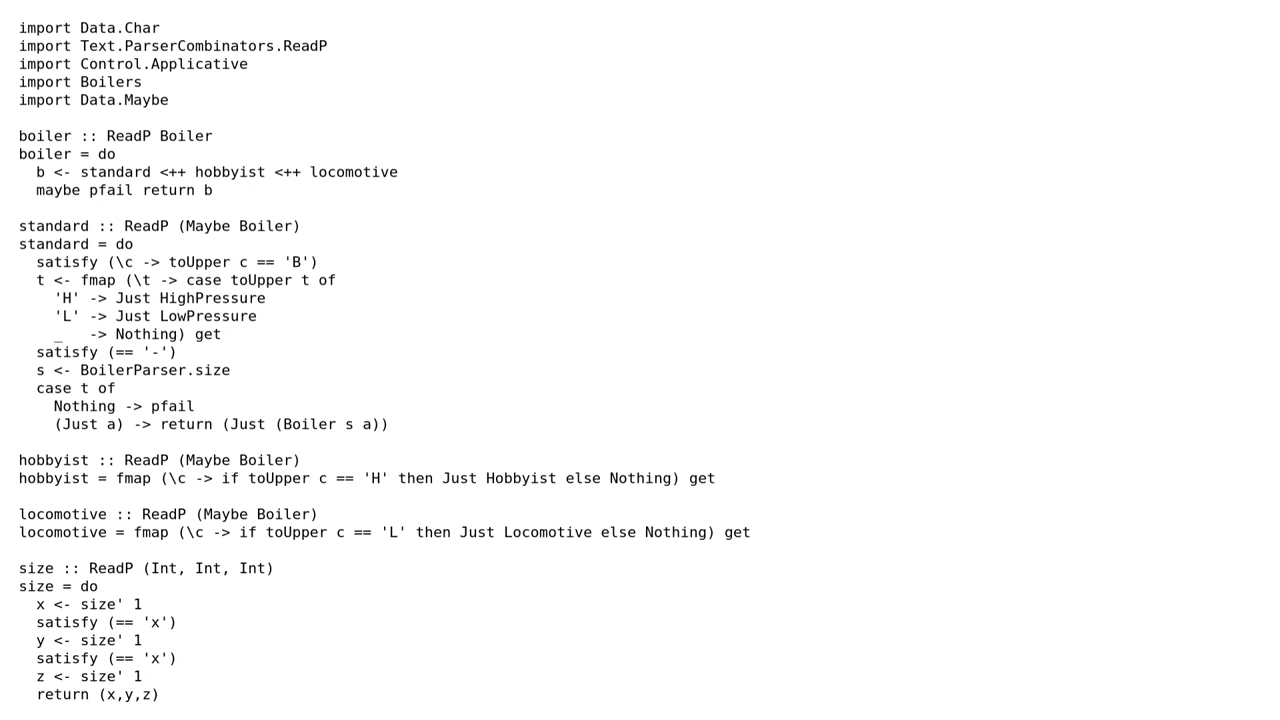 import Data.Char
import Text.ParserCombinators.ReadP
import Control.Applicative
import Boilers
import Data.Maybe

boiler :: ReadP Boiler
boiler = do
  b <- standard <++ hobbyist <++ locomotive
  maybe pfail return b

standard :: ReadP (Maybe Boiler)
standard = do
  satisfy (\c -> toUpper c == 'B')
  t <- fmap (\t -> case toUpper t of
    'H' -> Just HighPressure
    'L' -> Just LowPressure
    _   -> Nothing) get
  satisfy (== '-')
  s <- BoilerParser.size
  case t of
    Nothing -> pfail
    (Just a) -> return (Just (Boiler s a))

hobbyist :: ReadP (Maybe Boiler)
hobbyist = fmap (\c -> if toUpper c == 'H' then Just Hobbyist else Nothing) get

locomotive :: ReadP (Maybe Boiler)
locomotive = fmap (\c -> if toUpper c == 'L' then Just Locomotive else Nothing) get

size :: ReadP (Int, Int, Int)
size = do
  x <- size' 1
  satisfy (== 'x')
  y <- size' 1
  satisfy (== 'x')
  z <- size' 1
  return (x,y,z)